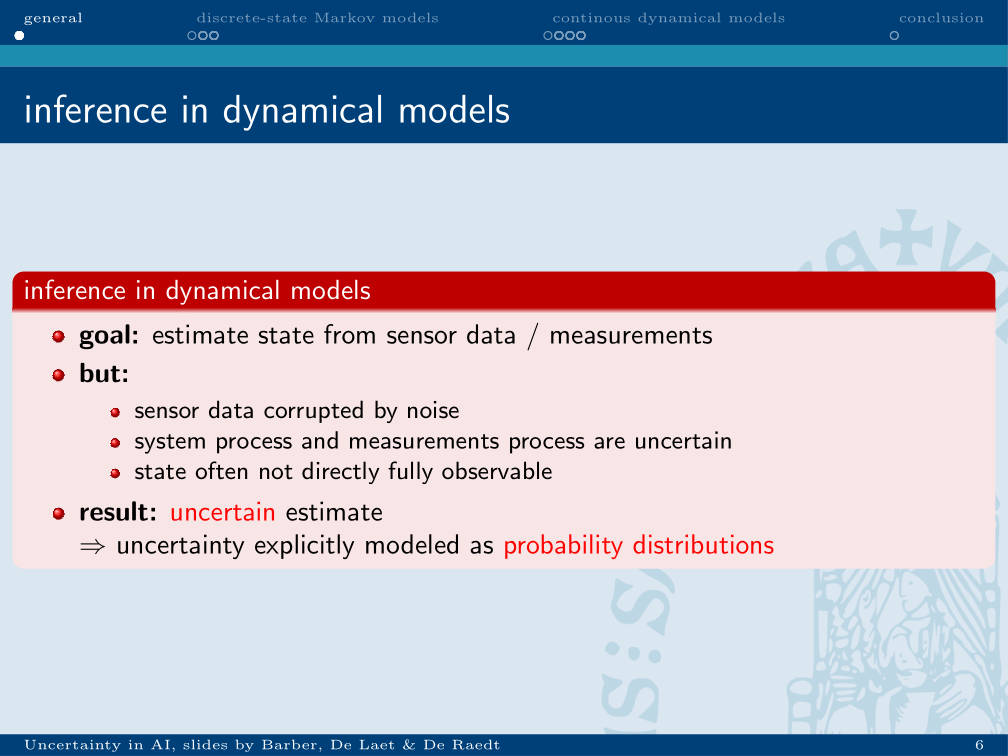 general discrete-state Markov models continous dynamical models conclusion
inference in dynamical models
inference in dynamical models
goal: estimate state from sensor data / measurements
but:
sensor data corrupted by noise
system process and measurements process are uncertain
state often not directly fully observable
result: uncertain estimate
⇒ uncertainty explicitly modeled as probability distributions
Uncertainty in AI, slides by Barber, De Laet & De Raedt 6